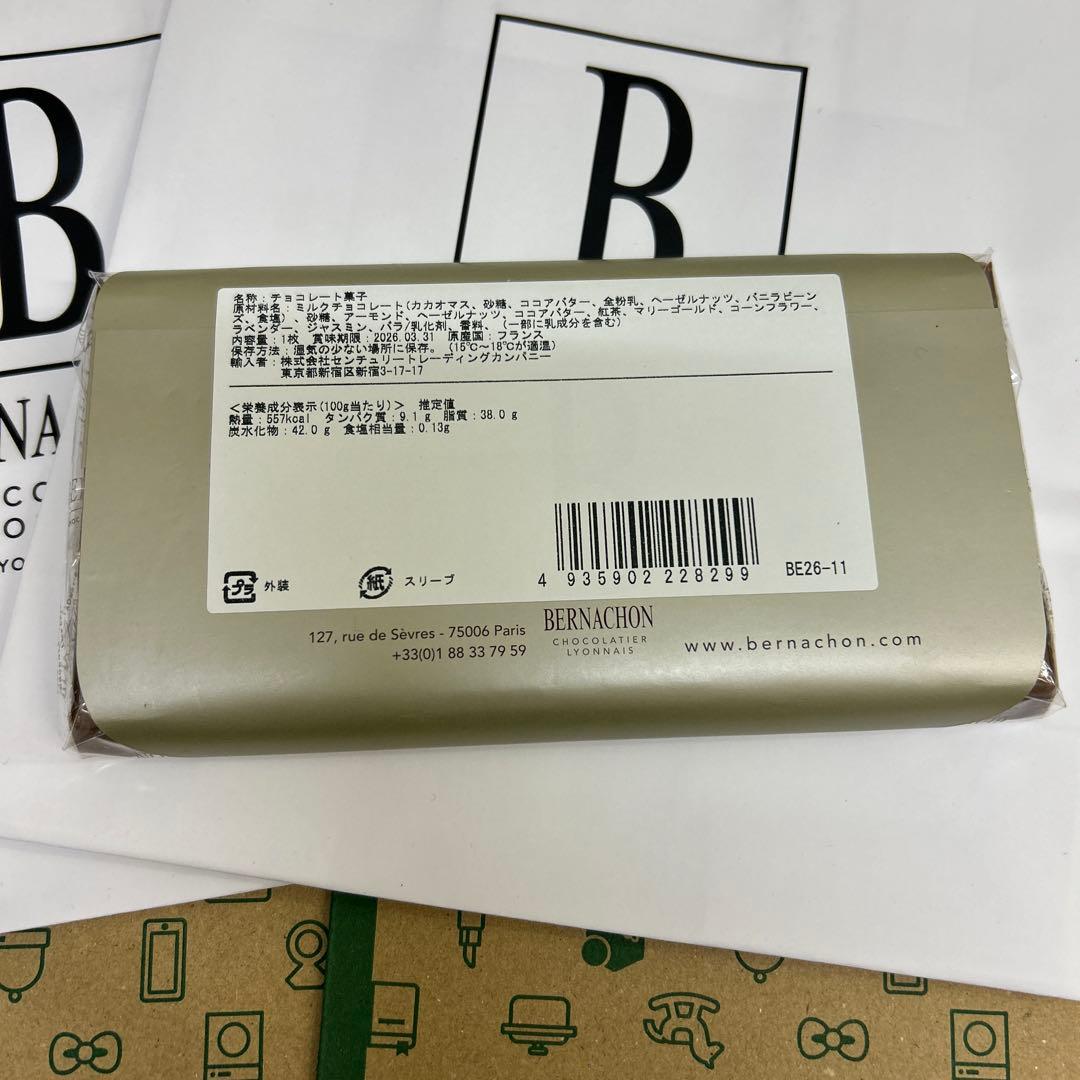 B
B
名称：チョコレート菓子
原材料名：ミルクチョコレート(カカオマス、砂糖、ココアバター、全粉乳、ヘーゼルナッツ、バニラビーン
ズ、食塩)、砂糖、アーモンド、ヘーゼルナッツ、ココアバター、紅茶、マリーゴールド、コーンフラワー、
ラベンダー、ジャスミン、バラ/乳化剤、香料、(一部に乳成分を含む)
内容量：1枚　賞味期限：2026.03.31　原産国：フランス
保存方法：湿気の少ない場所に保存。(15℃～18℃が適温)
輸入者：株式会社センチュリートレーディングカンパニー
東京都新宿区新宿3-17-17
＜栄養成分表示(100g当たり)＞　推定値
熱量：557kcal　タンパク質：9.1 g　脂質：38.0 g
炭水化物：42.0 g　食塩相当量：0.13g
プラ 外装
紙 スリーブ
4 935902 228299
BE26-11
127, rue de Sèvres - 75006 Paris
+33(0)1 88 33 79 59
BERNACHON
CHOCOLATIER
LYONNAIS
www.bernachon.com
NA
CO
O
YO